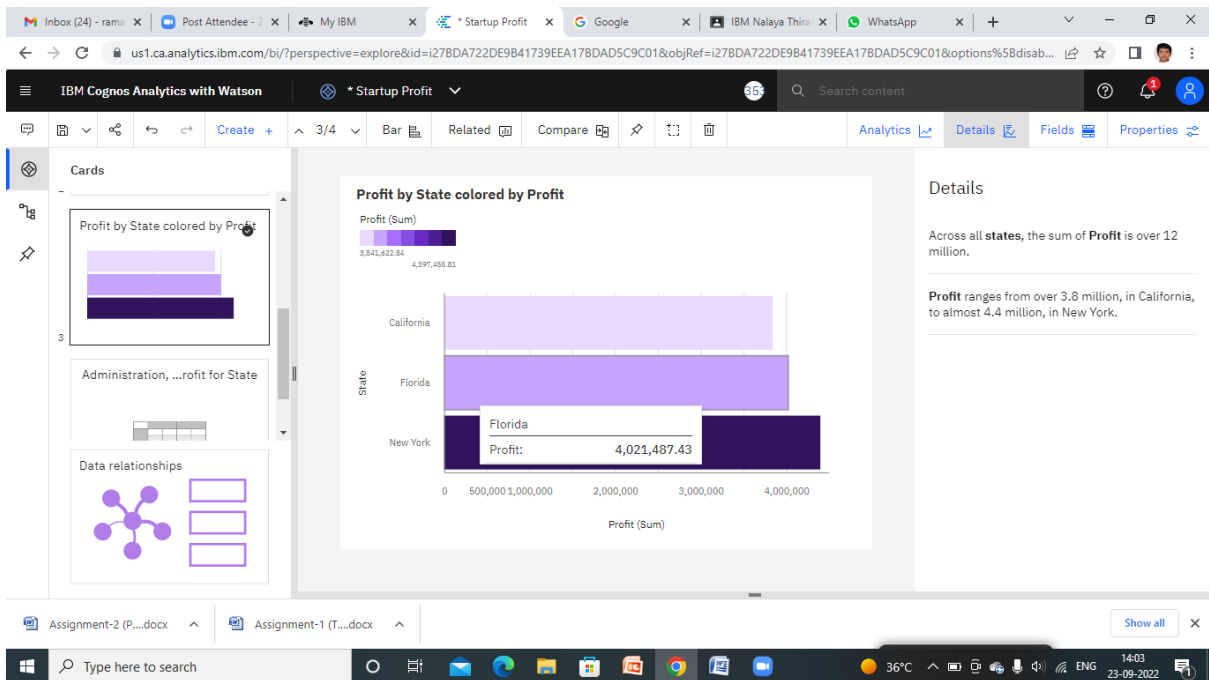 Inbox (24) - rama
Post Attendee - Z
My IBM
* Startup Profit
Google
IBM Nalaya Thira
WhatsApp
us1.ca.analytics.ibm.com/bi/?perspective=explore&id=i27BDA722DE9B41739EEA17BDAD5C9C01&objRef=i27BDA722DE9B41739EEA17BDAD5C9C01&options%5Bdisab...
IBM Cognos Analytics with Watson
* Startup Profit
353
Search content
1
Create +
3/4
Bar
Related
Compare
Analytics
Details
Fields
Properties
Cards
Profit by State colored by Profit
3
Administration, ...rofit for State
Data relationships
Profit by State colored by Profit
Profit (Sum)
3,841,622.84
4,397,455.81
State
California
Florida
New York
Florida
Profit: 4,021,487.43
0 500,000 1,000,000 2,000,000 3,000,000 4,000,000
Profit (Sum)
Details
Across all states, the sum of Profit is over 12
million.
Profit ranges from over 3.8 million, in California,
to almost 4.4 million, in New York.
Assignment-2 (P....docx
Assignment-1 (T....docx
Show all
Type here to search
36°C
ENG
14:03
23-09-2022